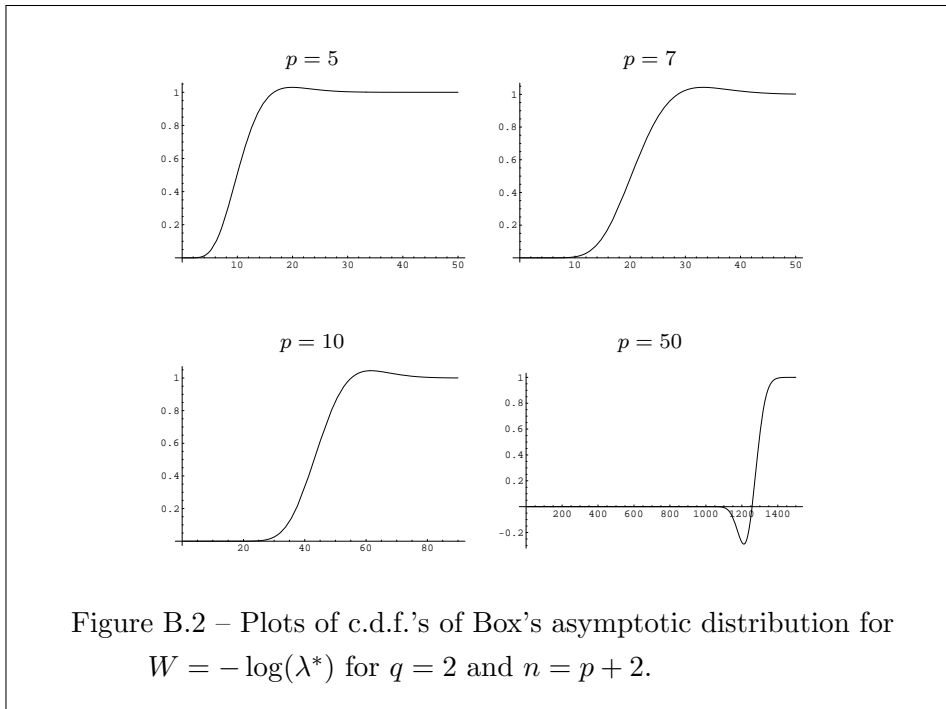 p = 5
1
0.8
0.6
0.4
0.2
10 20 30 40 50
p = 7
1
0.8
0.6
0.4
0.2
10 20 30 40 50
p = 10
1
0.8
0.6
0.4
0.2
20 40 60 80
p = 50
1
0.8
0.6
0.4
0.2
-0.2
200 400 600 800 1000 1200 1400
Figure B.2 – Plots of c.d.f.'s of Box's asymptotic distribution for
W = − log(λ*) for q = 2 and n = p + 2.